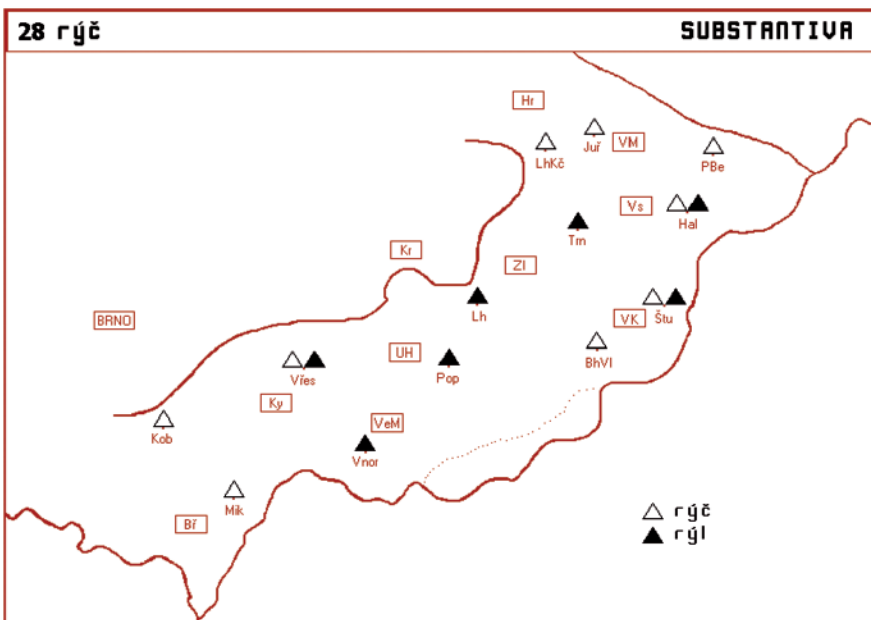 28 rýč SUBSTANTIVA
Hr
Juř VM
LhKč PBe
Vs
Hal
Trn
Kr
Zl
Lh
BRNO
VK Štu
UH
BhVl
Vřes Pop
Ky
VeM
Kob
Vnor
Mik
Bř
rýč
rýl